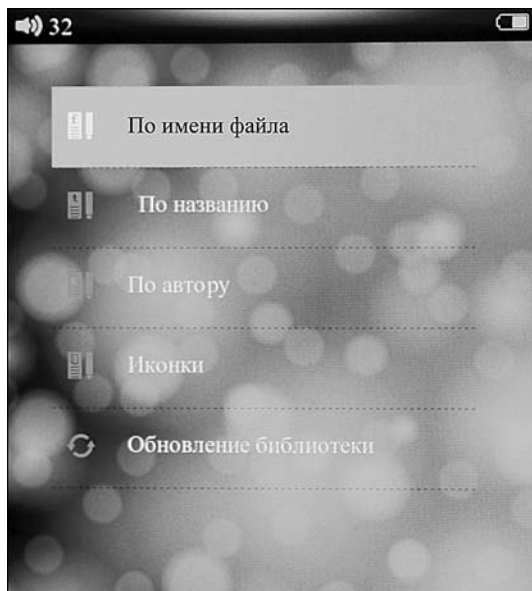 32
По имени файла
По названию
По автору
Иконки
Обновление библиотеки